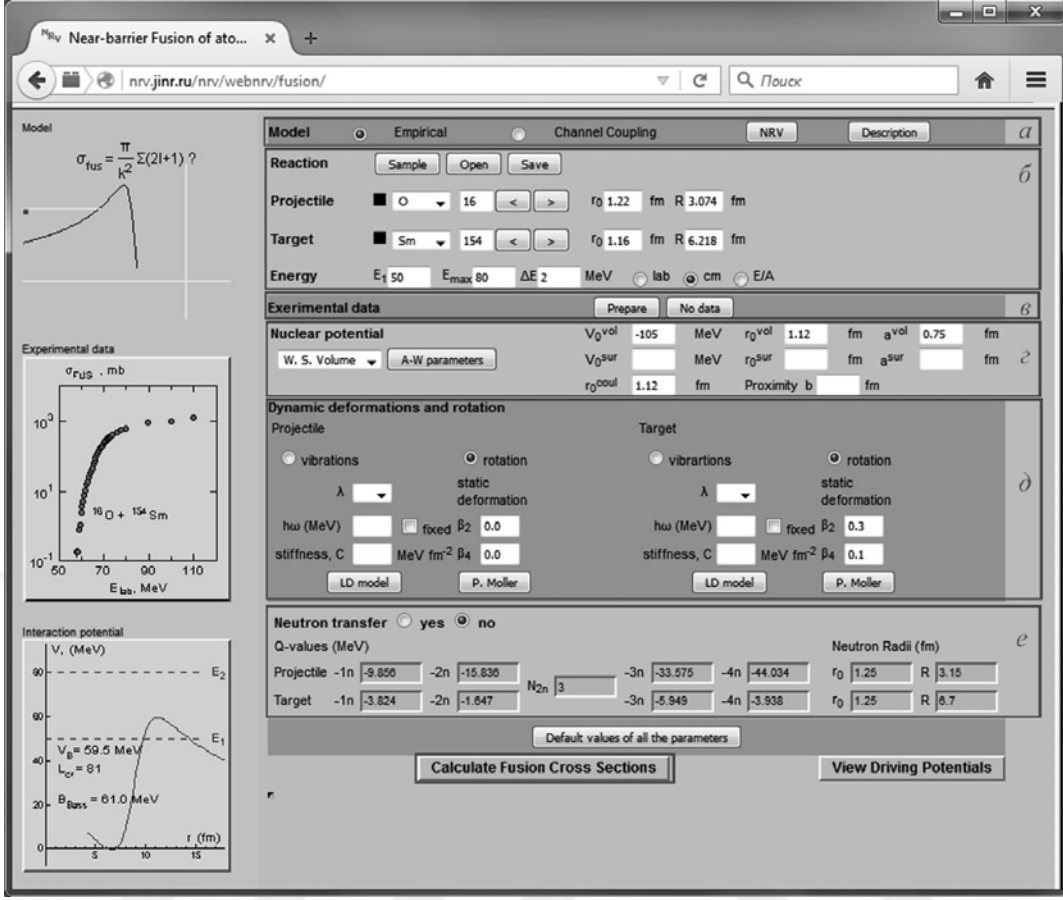 NRV Near-barrier Fusion of ato... × +
nrv.jinr.ru/nrv/webnrv/fusion/ Поиск
Model
σfus = π/k² Σ(2l+1) ?
Model Empirical Channel Coupling NRV Description а
Reaction Sample Open Save б
Projectile O 16 < > r0 1.22 fm R 3.074 fm
Target Sm 154 < > r0 1.16 fm R 6.218 fm
Energy E1 50 Emax 80 ΔE 2 MeV lab cm E/A
Exerimental data Prepare No data в
Nuclear potential V0vol -105 MeV r0vol 1.12 fm avol 0.75 fm г
W. S. Volume A-W parameters V0sur MeV r0sur fm asur fm
r0coul 1.12 fm Proximity b fm
Experimental data
σFUS , mb
10³
10¹
10⁻¹
¹⁶O + ¹⁵⁴Sm
50 70 90 110
Elab, MeV
Dynamic deformations and rotation д
Projectile Target
vibrations rotation vibrartions rotation
λ static deformation λ static deformation
hω (MeV) fixed β2 0.0 hω (MeV) fixed β2 0.3
stiffness, C MeV fm⁻² β4 0.0 stiffness, C MeV fm⁻² β4 0.1
LD model P. Moller LD model P. Moller
Interaction potential
V, (MeV)
80 E2
60
E1
VB = 59.5 MeV
40
Lcr = 81
BBass = 61.0 MeV
20
r (fm)
0
5 10 15
Neutron transfer yes no е
Q-values (MeV) Neutron Radii (fm)
Projectile -1n -9.856 -2n -15.836 N2n 3 -3n -33.575 -4n -44.034 r0 1.25 R 3.15
Target -1n -3.824 -2n -1.647 -3n -5.949 -4n -3.938 r0 1.25 R 6.7
Default values of all the parameters
Calculate Fusion Cross Sections View Driving Potentials